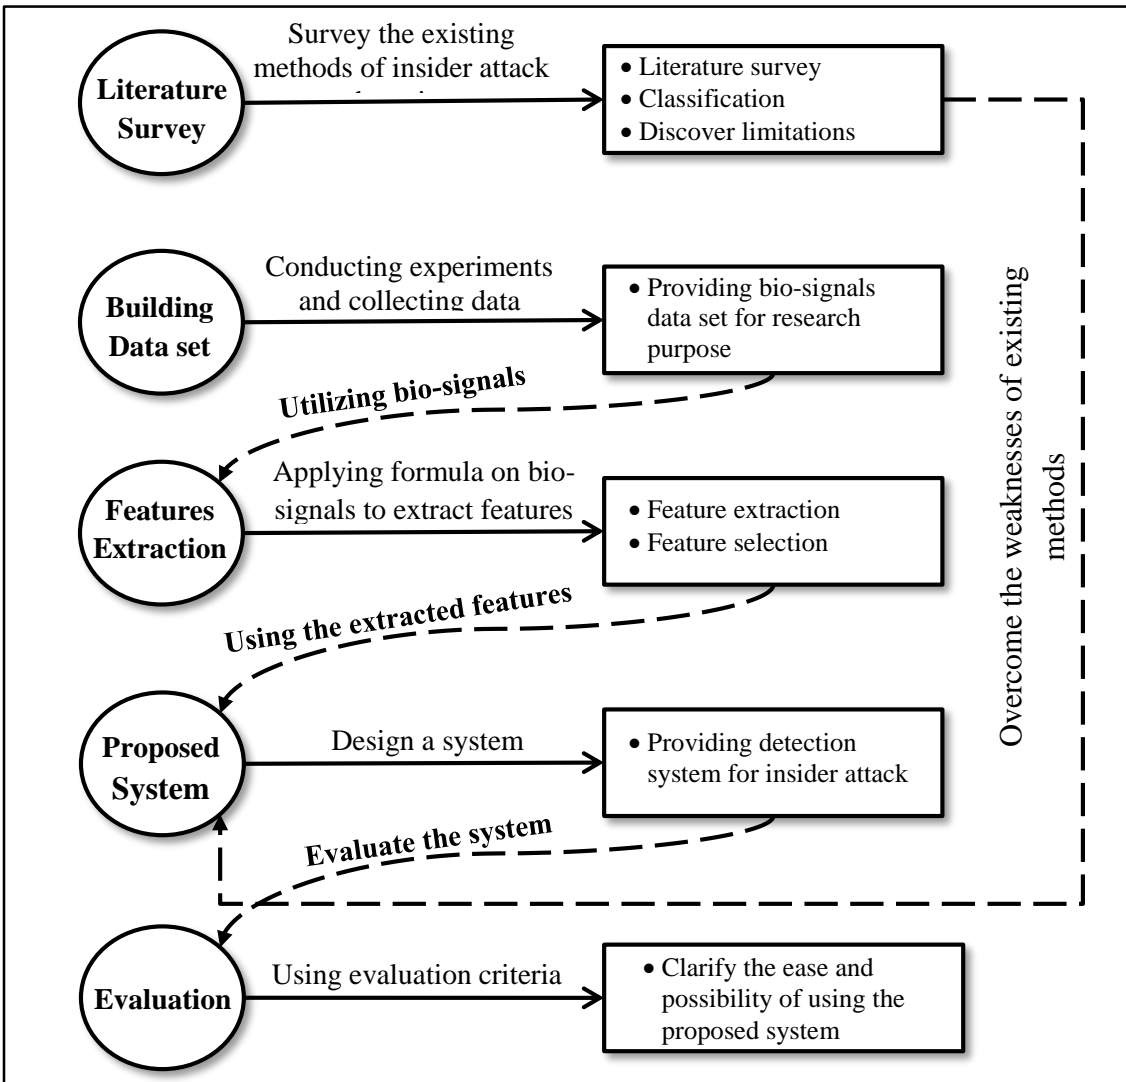 Survey the existing
methods of insider attack
Literature
Survey
• Literature survey
• Classification
• Discover limitations
Conducting experiments
and collecting data
Building
Data set
• Providing bio-signals
data set for research
purpose
Utilizing bio-signals
Applying formula on bio-
signals to extract features
Features
Extraction
• Feature extraction
• Feature selection
Using the extracted features
Design a system
Proposed
System
• Providing detection
system for insider attack
Overcome the weaknesses of existing
methods
Evaluate the system
Using evaluation criteria
Evaluation
• Clarify the ease and
possibility of using the
proposed system